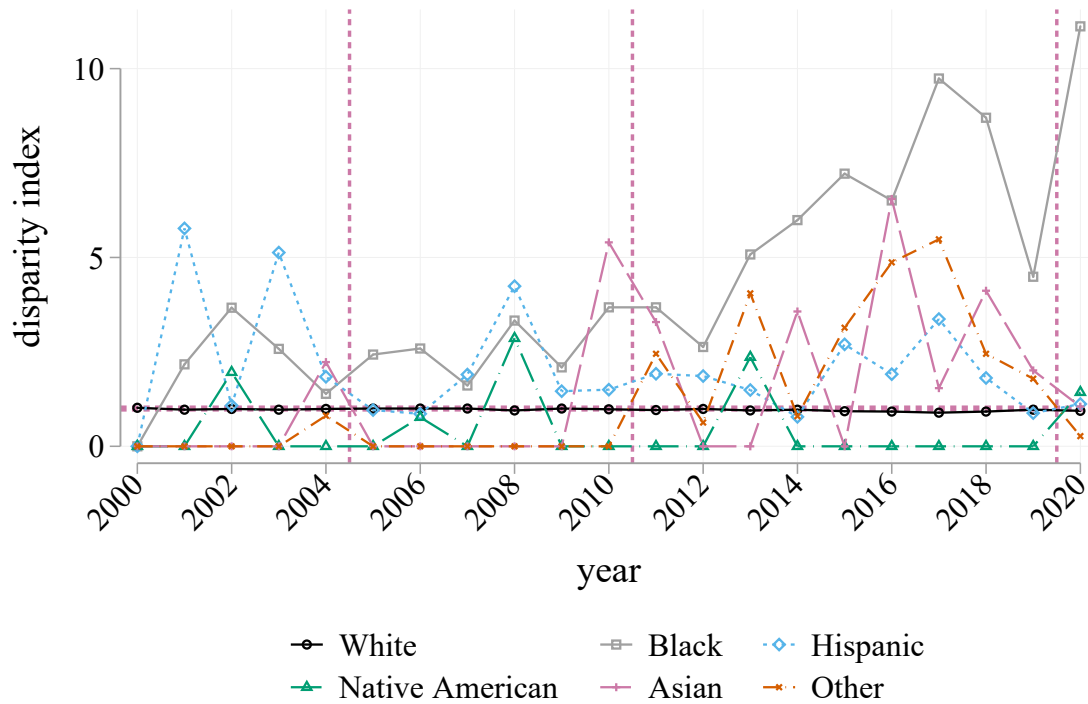 disparity index
10
5
0
2000 2002 2004 2006 2008 2010 2012 2014 2016 2018 2020
year
White Black Hispanic
Native American Asian Other